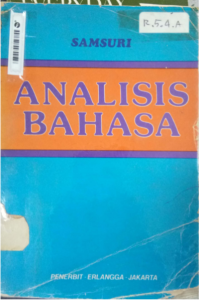 R.5.4.A
SAMSURI
ANALISIS
BAHASA
PENERBIT - ERLANGGA - JAKARTA